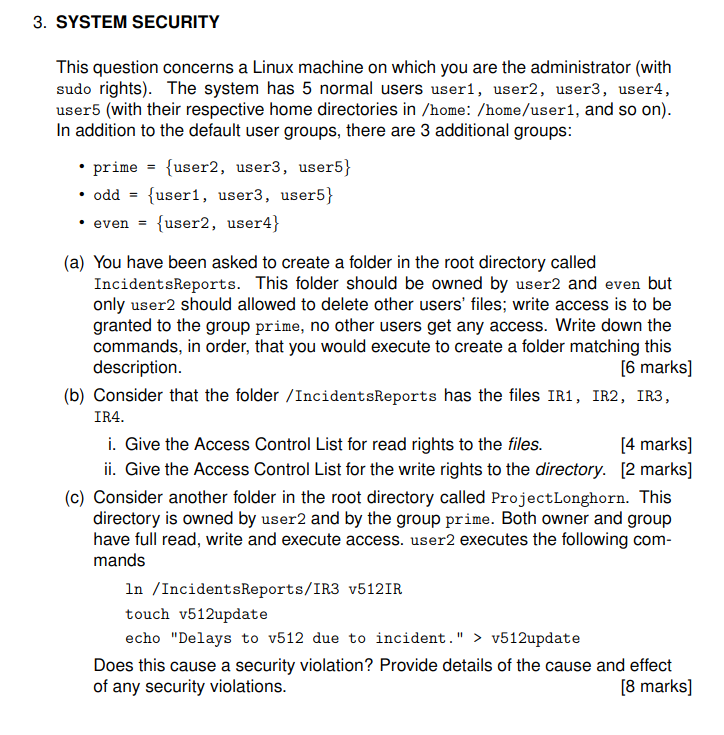 3. SYSTEM SECURITY
This question concerns a Linux machine on which you are the administrator (with
sudo rights). The system has 5 normal users user1, user2, user3, user4,
user5 (with their respective home directories in /home: /home/user1, and so on).
In addition to the default user groups, there are 3 additional groups:
• prime = {user2, user3, user5}
• odd = {user1, user3, user5}
• even = {user2, user4}
(a) You have been asked to create a folder in the root directory called
IncidentsReports. This folder should be owned by user2 and even but
only user2 should allowed to delete other users' files; write access is to be
granted to the group prime, no other users get any access. Write down the
commands, in order, that you would execute to create a folder matching this
description. [6 marks]
(b) Consider that the folder /IncidentsReports has the files IR1, IR2, IR3,
IR4.
i. Give the Access Control List for read rights to the files. [4 marks]
ii. Give the Access Control List for the write rights to the directory. [2 marks]
(c) Consider another folder in the root directory called ProjectLonghorn. This
directory is owned by user2 and by the group prime. Both owner and group
have full read, write and execute access. user2 executes the following com-
mands
ln /IncidentsReports/IR3 v512IR
touch v512update
echo "Delays to v512 due to incident." > v512update
Does this cause a security violation? Provide details of the cause and effect
of any security violations. [8 marks]